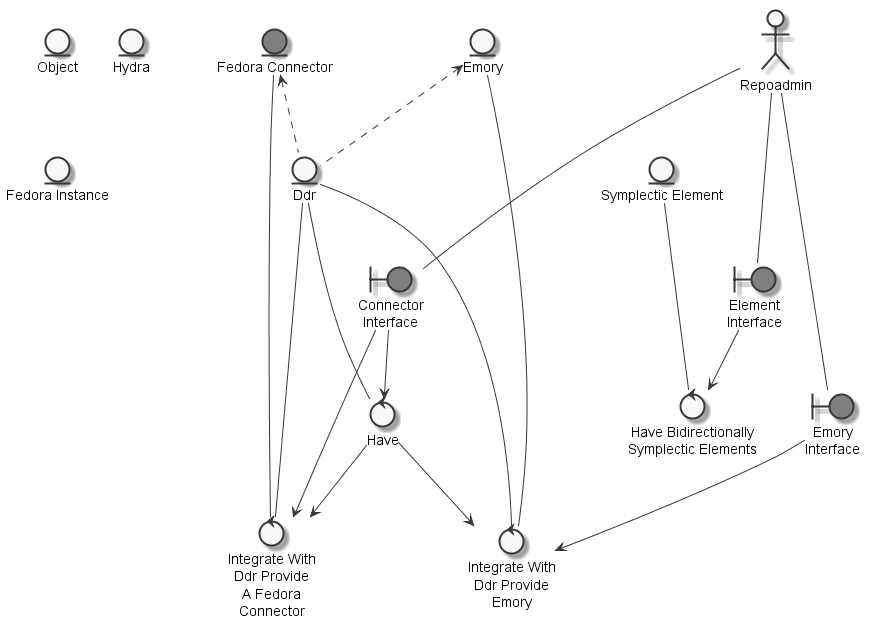 Object
Hydra
Fedora Connector
Emory
Repoadmin
Fedora Instance
Ddr
Symplectic Element
Connector
Interface
Element
Interface
Have
Have Bidirectionally
Symplectic Elements
Emory
Interface
Integrate With
Ddr Provide
A Fedora
Connector
Integrate With
Ddr Provide
Emory